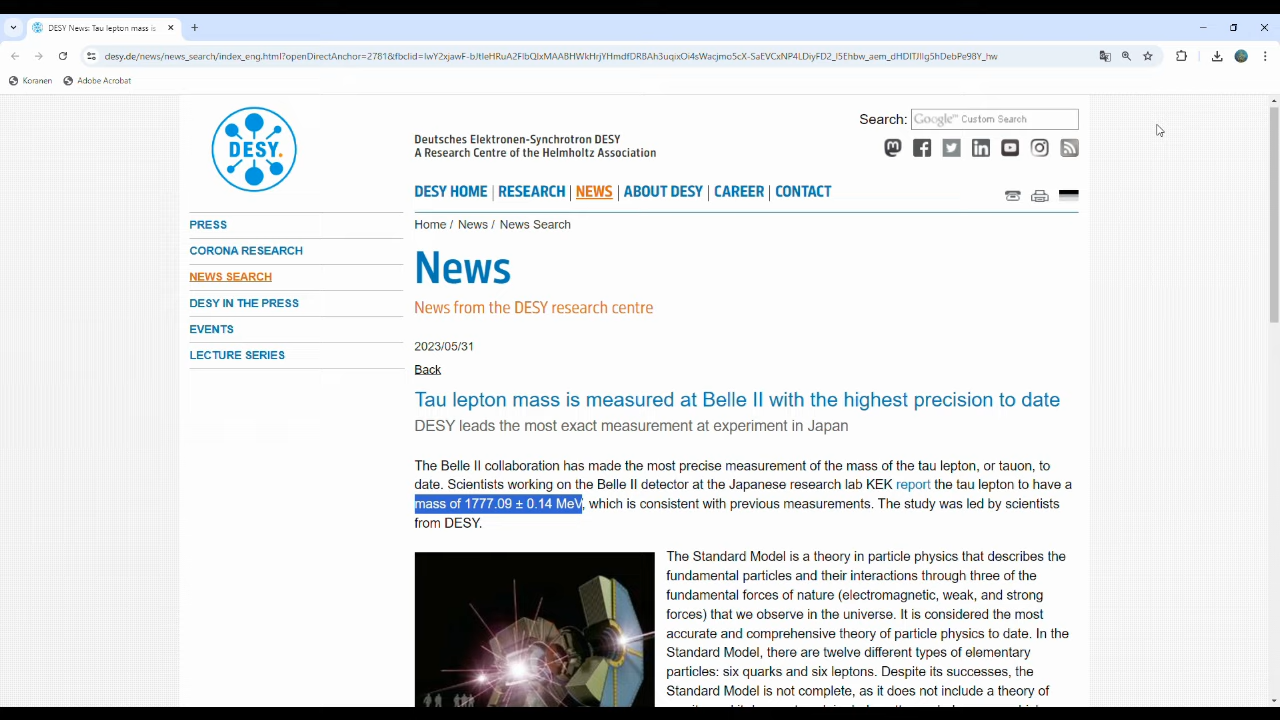 DESY News: Tau lepton mass is
desy.de/news/news_search/index_eng.html?openDirectAnchor=2781&fbclid=
Koranen
Adobe Acrobat
DESY.
Deutsches Elektronen-Synchrotron DESY
A Research Centre of the Helmholtz Association
Search:
Google™ Custom Search
DESY HOME | RESEARCH | NEWS | ABOUT DESY | CAREER | CONTACT
PRESS
CORONA RESEARCH
NEWS SEARCH
DESY IN THE PRESS
EVENTS
LECTURE SERIES
Home / News / News Search
News
News from the DESY research centre
2023/05/31
Back
Tau lepton mass is measured at Belle II with the highest precision to date
DESY leads the most exact measurement at experiment in Japan
The Belle II collaboration has made the most precise measurement of the mass of the tau lepton, or tauon, to
date. Scientists working on the Belle II detector at the Japanese research lab KEK report the tau lepton to have a
mass of 1777.09 ± 0.14 MeV, which is consistent with previous measurements. The study was led by scientists
from DESY.
The Standard Model is a theory in particle physics that describes the
fundamental particles and their interactions through three of the
fundamental forces of nature (electromagnetic, weak, and strong
forces) that we observe in the universe. It is considered the most
accurate and comprehensive theory of particle physics to date. In the
Standard Model, there are twelve different types of elementary
particles: six quarks and six leptons. Despite its successes, the
Standard Model is not complete, as it does not include a theory of